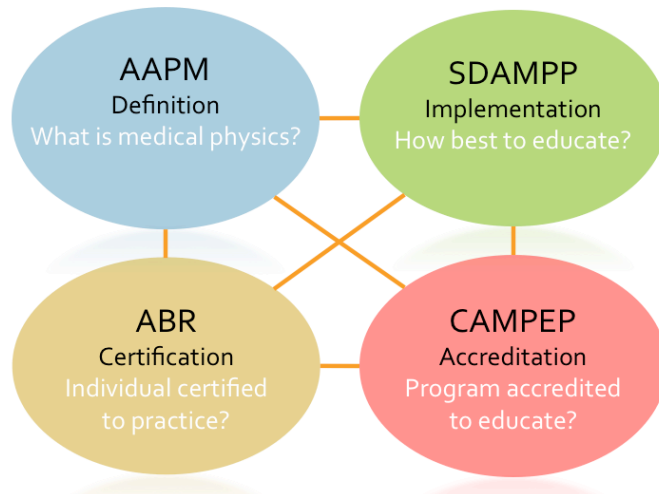 AAPM
Definition
What is medical physics?
SDAMPP
Implementation
How best to educate?
ABR
Certification
Individual certified
to practice?
CAMPEP
Accreditation
Program accredited
to educate?